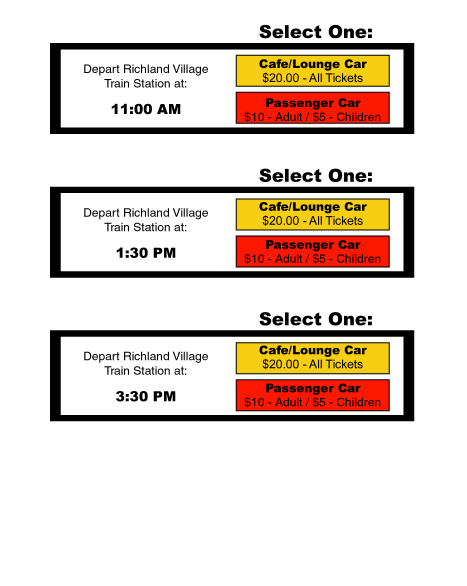 Select One:
Depart Richland Village
Train Station at:
11:00 AM
Cafe/Lounge Car
$20.00 - All Tickets
Passenger Car
$10 - Adult / $5 - Children
Select One:
Depart Richland Village
Train Station at:
1:30 PM
Cafe/Lounge Car
$20.00 - All Tickets
Passenger Car
$10 - Adult / $5 - Children
Select One:
Depart Richland Village
Train Station at:
3:30 PM
Cafe/Lounge Car
$20.00 - All Tickets
Passenger Car
$10 - Adult / $5 - Children